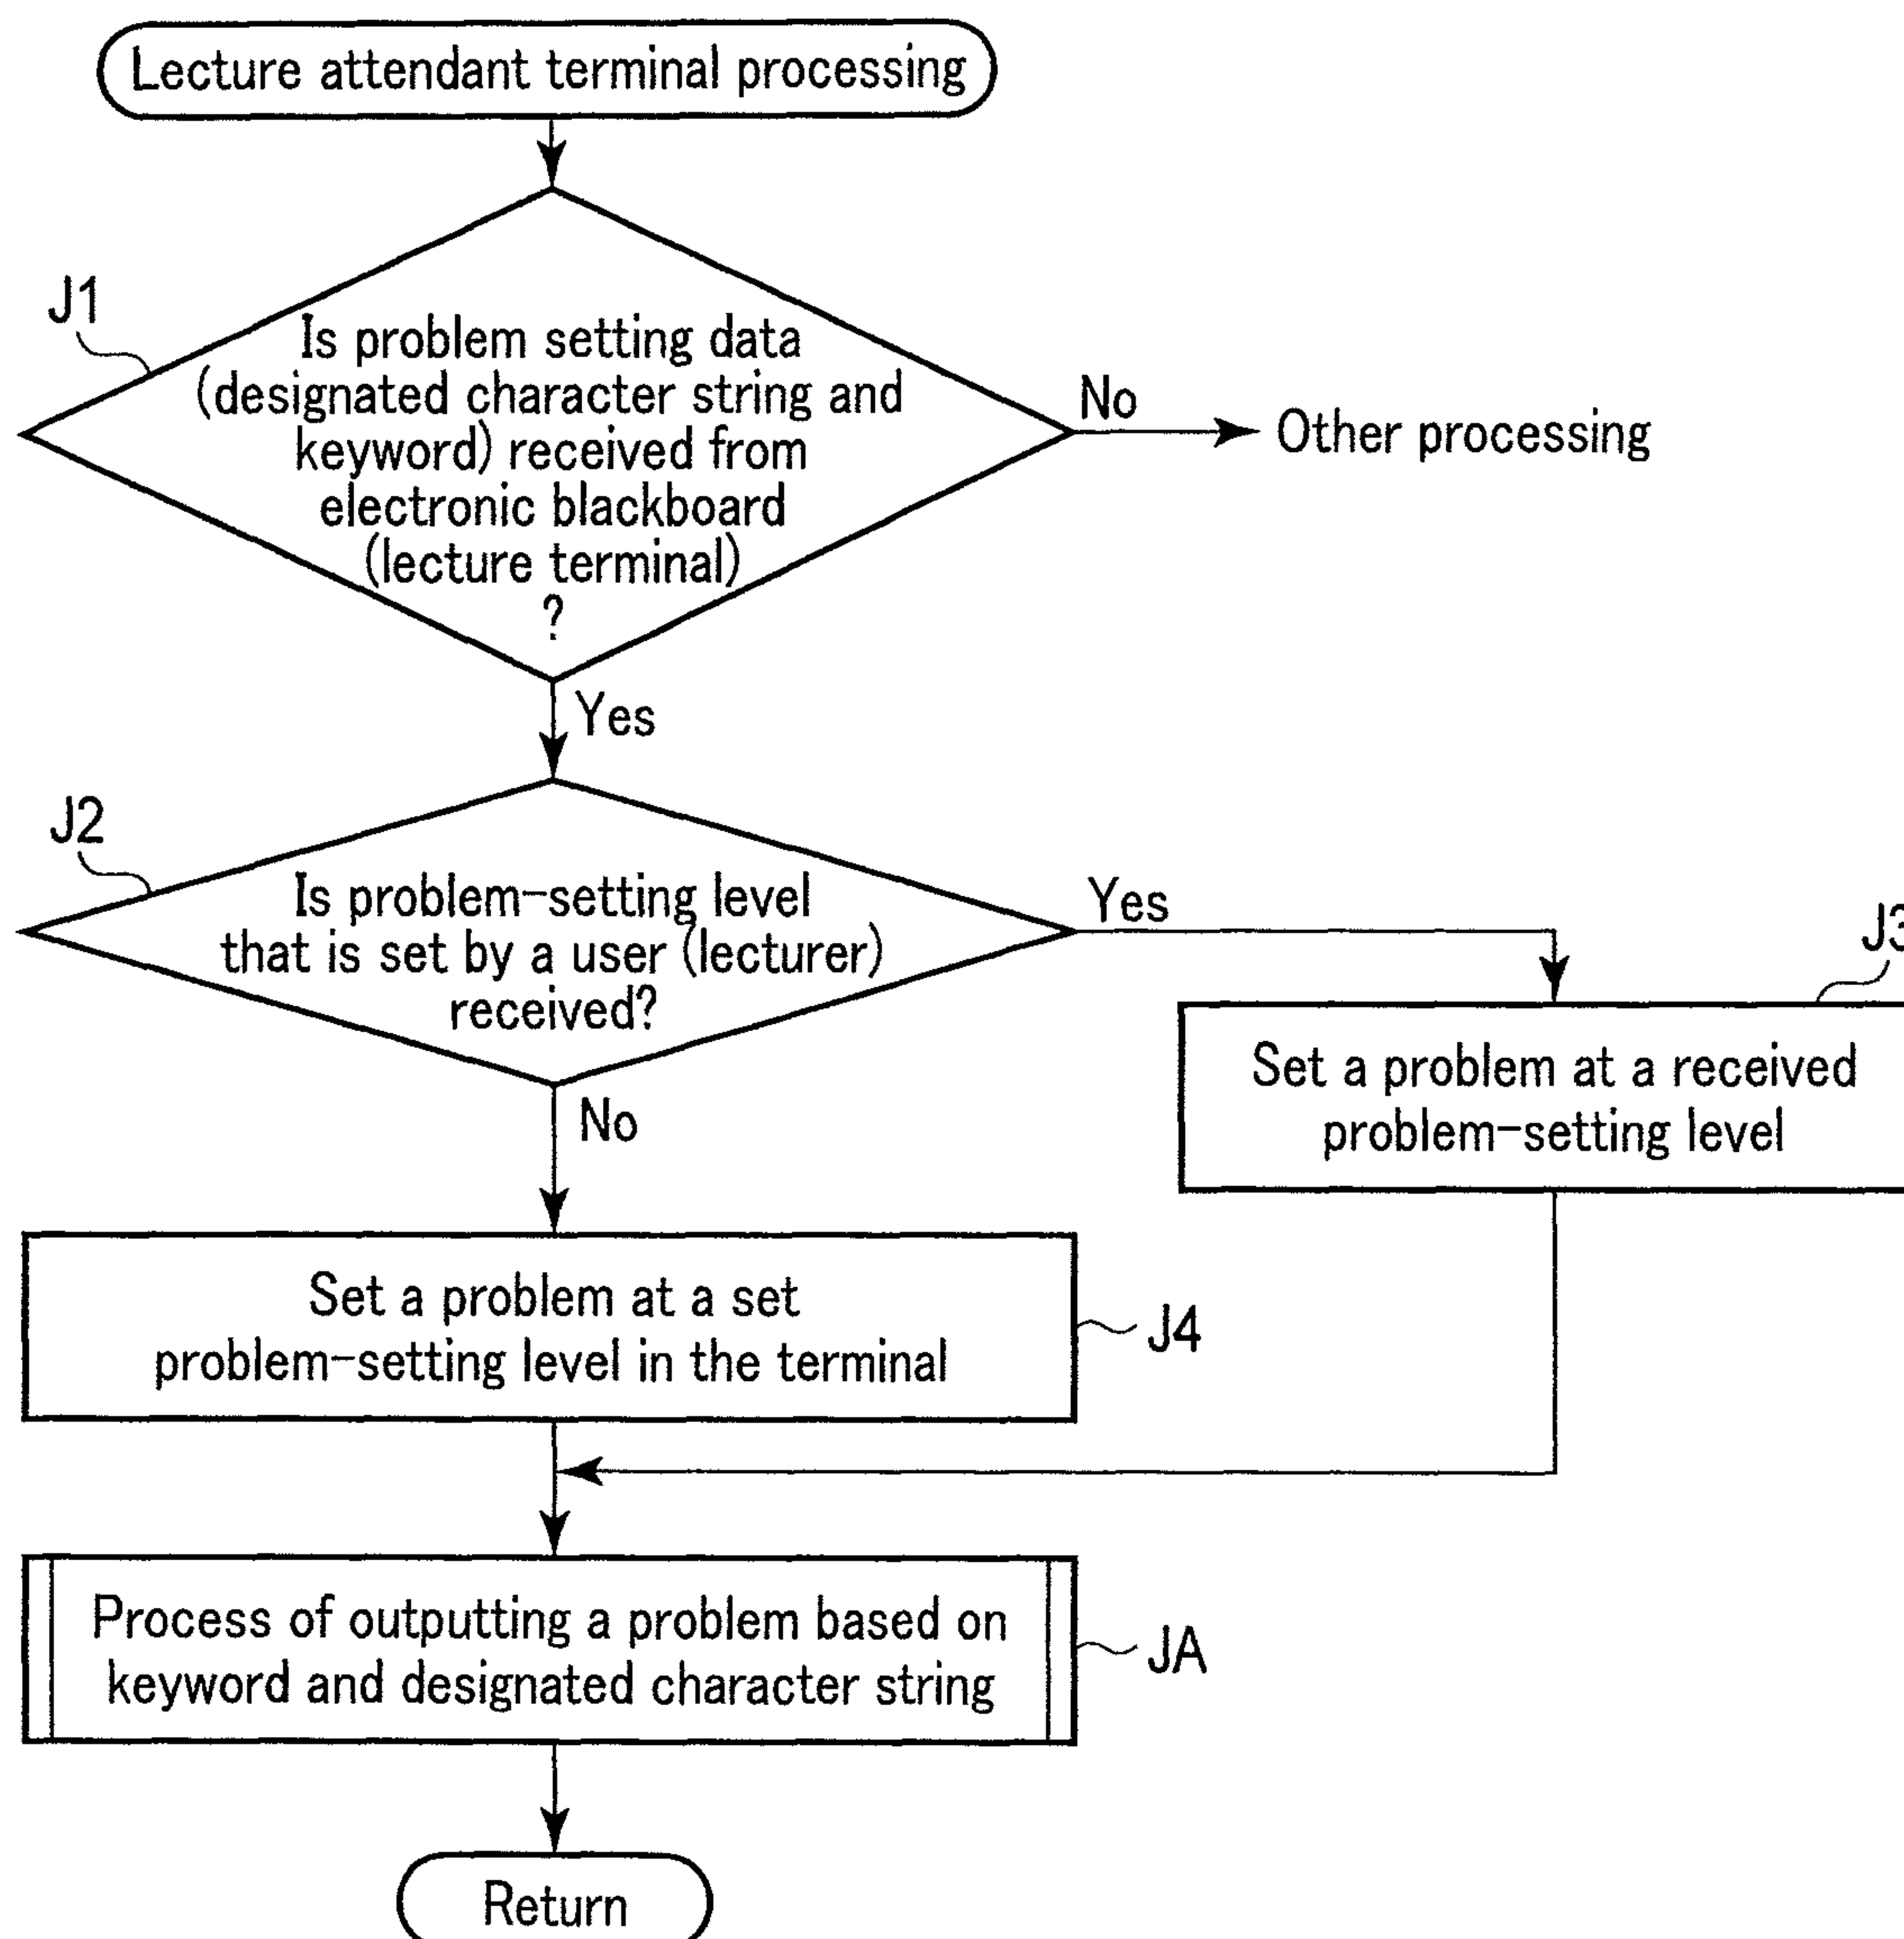 Lecture attendant terminal processing
J1
Is problem setting data
(designated character string and
keyword) received from
electronic blackboard
(lecture terminal)
?
No
Other processing
Yes
J2
Is problem-setting level
that is set by a user (lecturer)
received?
Yes
J3
Set a problem at a received
problem-setting level
No
Set a problem at a set
problem-setting level in the terminal
J4
Process of outputting a problem based on
keyword and designated character string
JA
Return